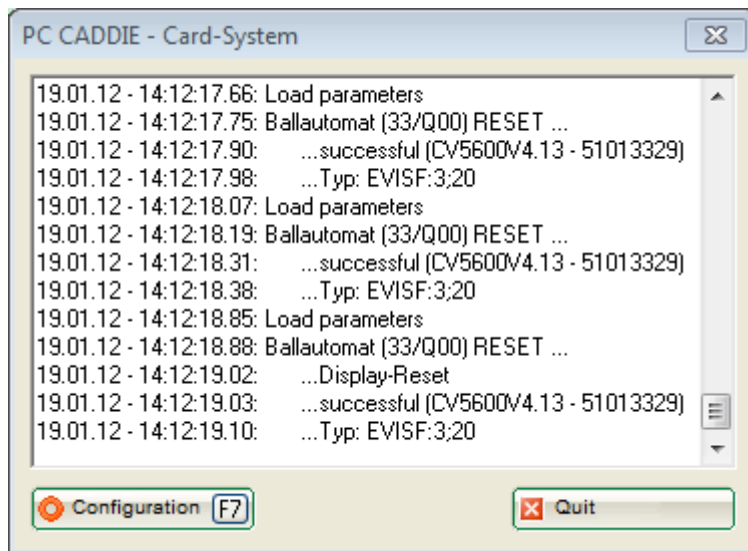 PC CADDIE - Card-System
19.01.12 - 14:12:17.66: Load parameters
19.01.12 - 14:12:17.75: Ballautomat (33/Q00) RESET ...
19.01.12 - 14:12:17.90: ...successful (CV5600V4.13 - 51013329)
19.01.12 - 14:12:17.98: ...Typ: EVISF:3;20
19.01.12 - 14:12:18.07: Load parameters
19.01.12 - 14:12:18.19: Ballautomat (33/Q00) RESET ...
19.01.12 - 14:12:18.31: ...successful (CV5600V4.13 - 51013329)
19.01.12 - 14:12:18.38: ...Typ: EVISF:3;20
19.01.12 - 14:12:18.85: Load parameters
19.01.12 - 14:12:18.88: Ballautomat (33/Q00) RESET ...
19.01.12 - 14:12:19.02: ...Display-Reset
19.01.12 - 14:12:19.03: ...successful (CV5600V4.13 - 51013329)
19.01.12 - 14:12:19.10: ...Typ: EVISF:3;20
Configuration F7 Quit